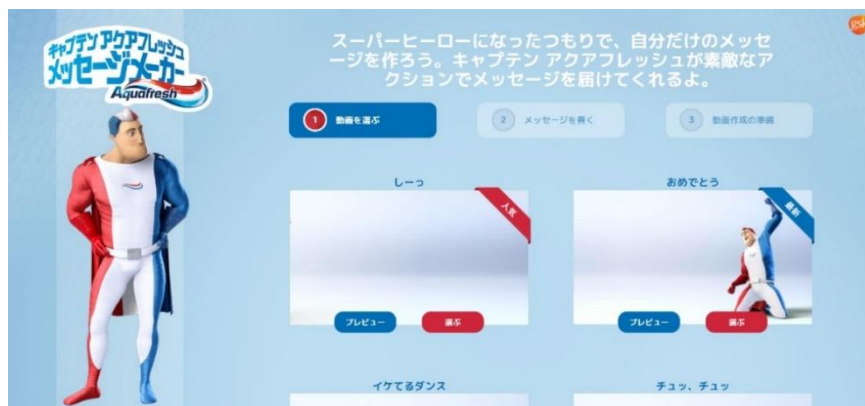 キャプテン アクアフレッシュ
メッセージメーカー
Aquafresh
gsk
スーパーヒーローになったつもりで、自分だけのメッセ
ージを作ろう。キャプテン アクアフレッシュが素敵なア
クションでメッセージを届けてくれるよ。
1 動画を選ぶ
2 メッセージを書く
3 動画作成の準備
しーっ
おめでとう
人気
最新
プレビュー
選ぶ
プレビュー
選ぶ
イケてるダンス
チュッ、チュッ